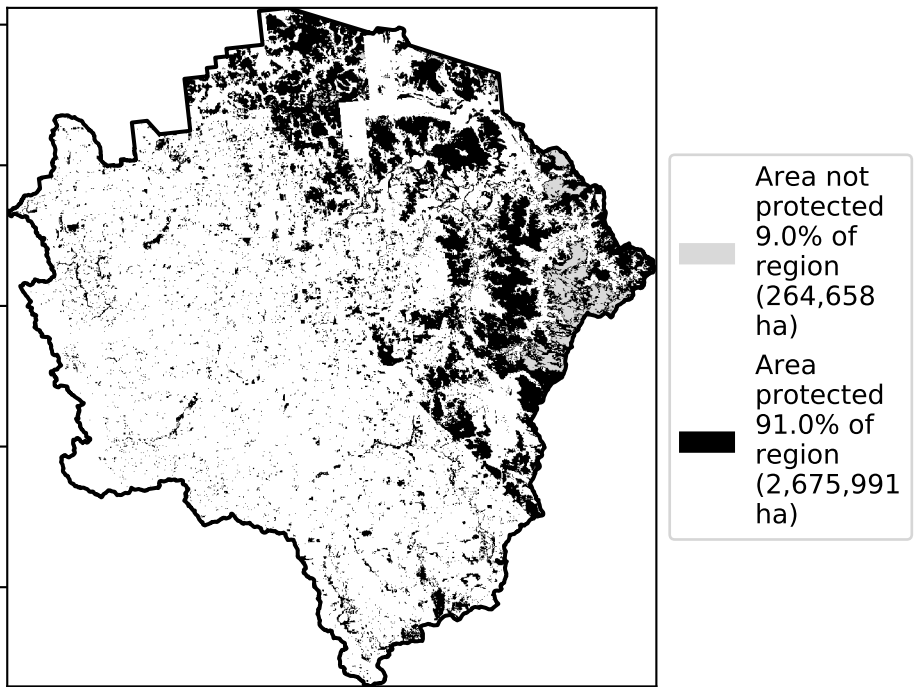 Area not
protected
9.0% of
region
(264,658
ha)
Area
protected
91.0% of
region
(2,675,991
ha)